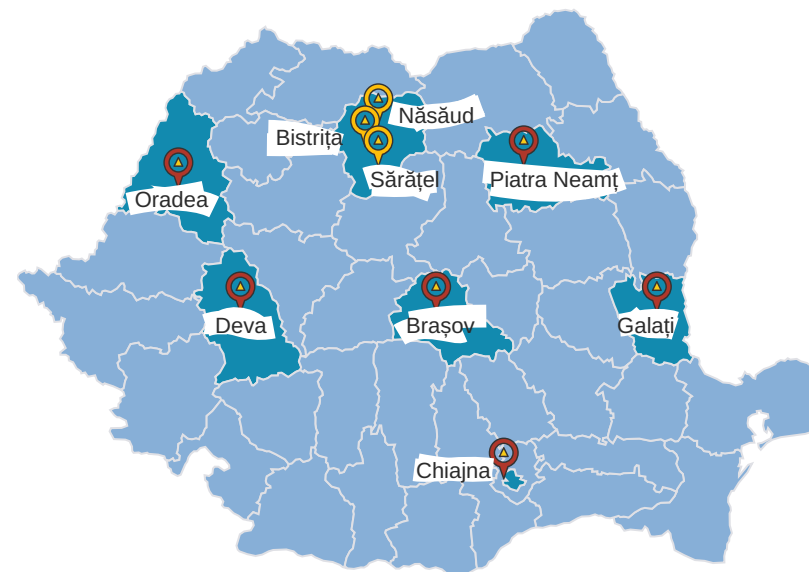 Năsăud
Bistrița
Sărățel
Piatra Neamț
Oradea
Deva
Brașov
Galați
Chiajna